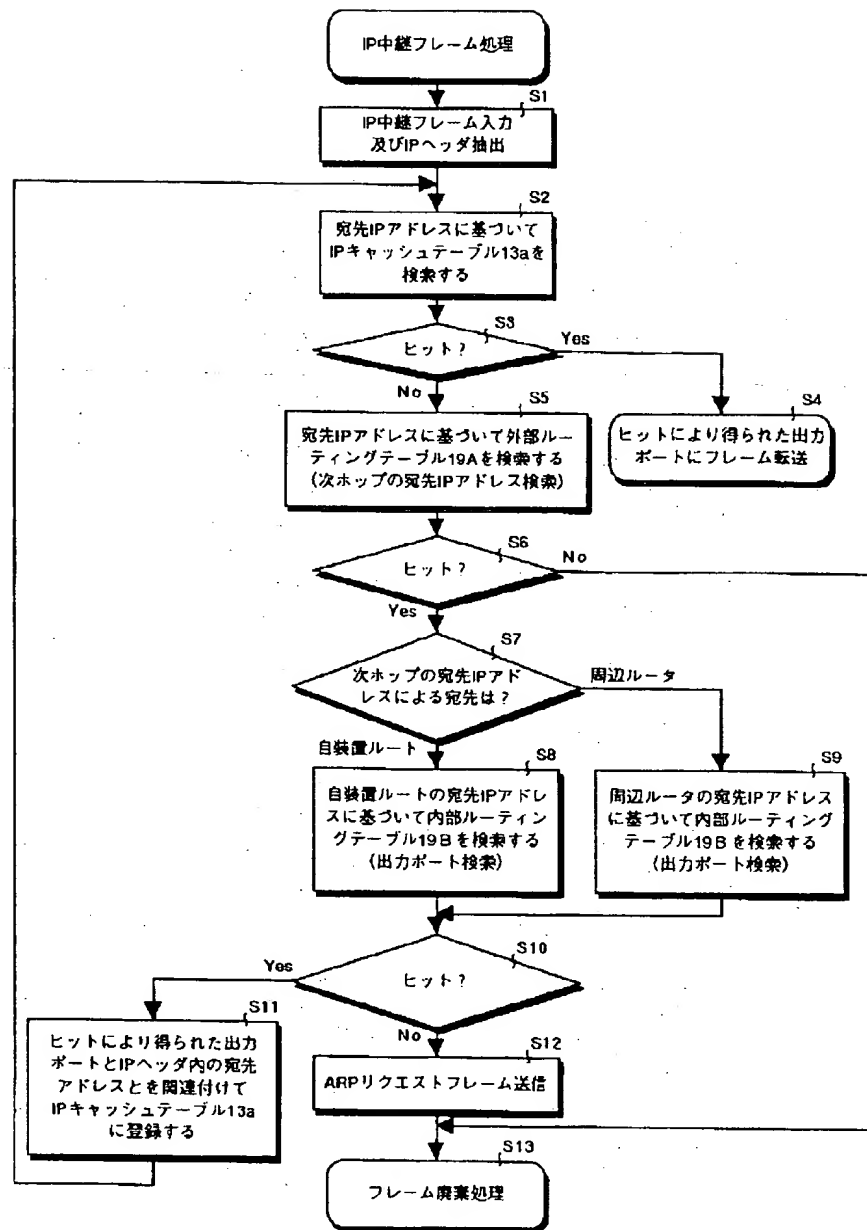 IP中継フレーム処理
S1
IP中継フレーム入力
及びIPヘッダ抽出
S2
宛先IPアドレスに基づいて
IPキャッシュテーブル13aを
検索する
S3
ヒット？
Yes
No
S4
ヒットにより得られた出力
ポートにフレーム転送
S5
宛先IPアドレスに基づいて外部ルー
ティングテーブル19Aを検索する
(次ホップの宛先IPアドレス検索)
S6
ヒット？
No
Yes
S7
次ホップの宛先IPアド
レスによる宛先は？
周辺ルータ
自装置ルート
S8
自装置ルートの宛先IPアドレ
スに基づいて内部ルーティン
グテーブル19Bを検索する
(出力ポート検索)
S9
周辺ルータの宛先IPアドレス
に基づいて内部ルーティング
テーブル19Bを検索する
(出力ポート検索)
S10
ヒット？
Yes
No
S11
ヒットにより得られた出力
ポートとIPヘッダ内の宛先
アドレスとを関連付けて
IPキャッシュテーブル13a
に登録する
S12
ARPリクエストフレーム送信
S13
フレーム廃棄処理